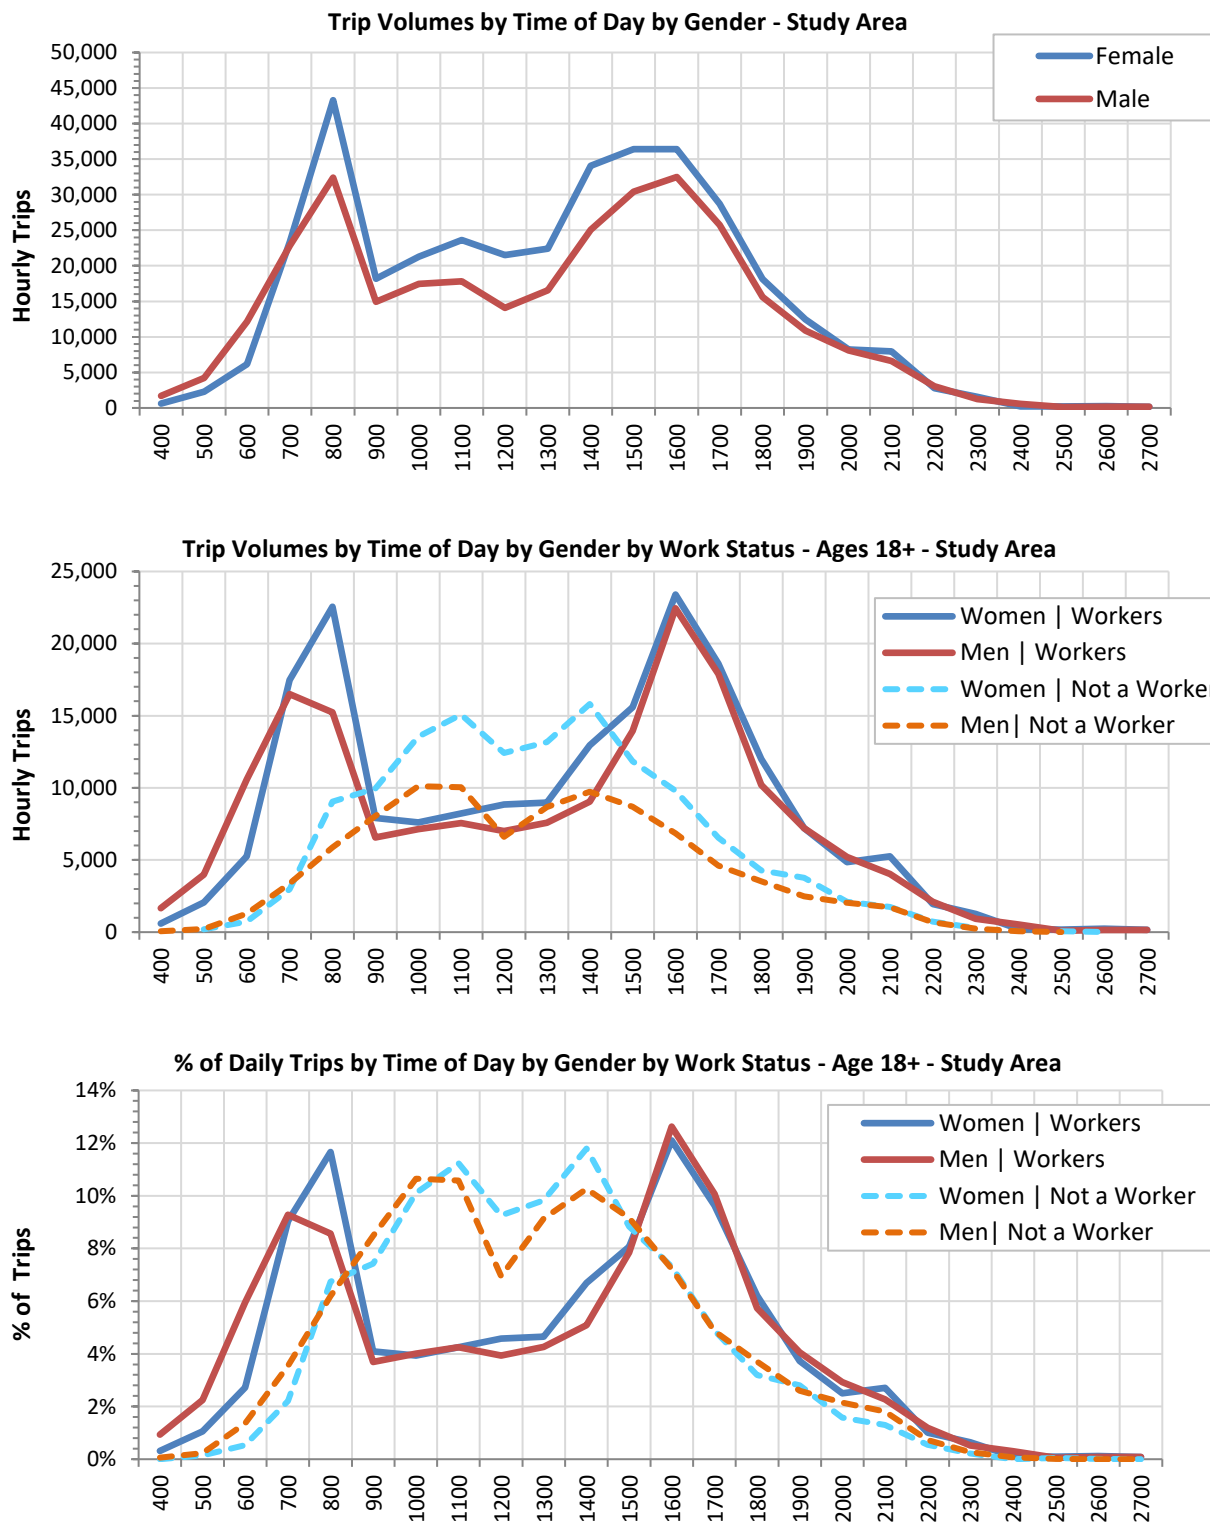 Trip Volumes by Time of Day by Gender - Study Area
50,000
45,000
40,000
35,000
30,000
25,000
20,000
15,000
10,000
5,000
0
Hourly Trips
Female
Male
400 500 600 700 800 900 1000 1100 1200 1300 1400 1500 1600 1700 1800 1900 2000 2100 2200 2300 2400 2500 2600 2700
Trip Volumes by Time of Day by Gender by Work Status - Ages 18+ - Study Area
25,000
20,000
15,000
10,000
5,000
0
Hourly Trips
Women | Workers
Men | Workers
Women | Not a Worker
Men| Not a Worker
400 500 600 700 800 900 1000 1100 1200 1300 1400 1500 1600 1700 1800 1900 2000 2100 2200 2300 2400 2500 2600 2700
% of Daily Trips by Time of Day by Gender by Work Status - Age 18+ - Study Area
14%
12%
10%
8%
6%
4%
2%
0%
% of Trips
Women | Workers
Men | Workers
Women | Not a Worker
Men| Not a Worker
400 500 600 700 800 900 1000 1100 1200 1300 1400 1500 1600 1700 1800 1900 2000 2100 2200 2300 2400 2500 2600 2700